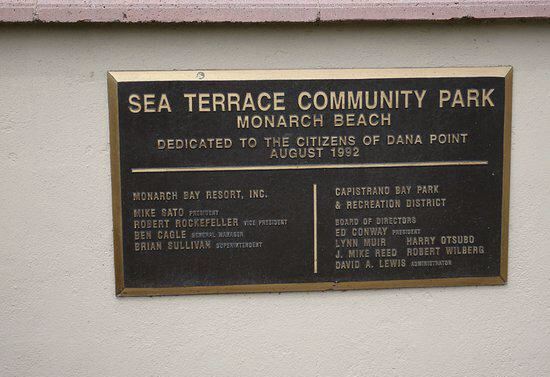 SEA TERRACE COMMUNITY PARK
MONARCH BEACH
DEDICATED TO THE CITIZENS OF DANA POINT
AUGUST 1992
MONARCH BAY RESORT, INC.
MIKE SATO PRESIDENT
ROBERT ROCKEFELLER VICE PRESIDENT
BEN CAGLE GENERAL MANAGER
BRIAN SULLIVAN SUPERINTENDENT
CAPISTRANO BAY PARK
& RECREATION DISTRICT
BOARD OF DIRECTORS
ED CONWAY PRESIDENT
LYNN MUIR HARRY OTSUBO
J. MIKE REED ROBERT WILBERG
DAVID A. LEWIS ADMINISTRATOR